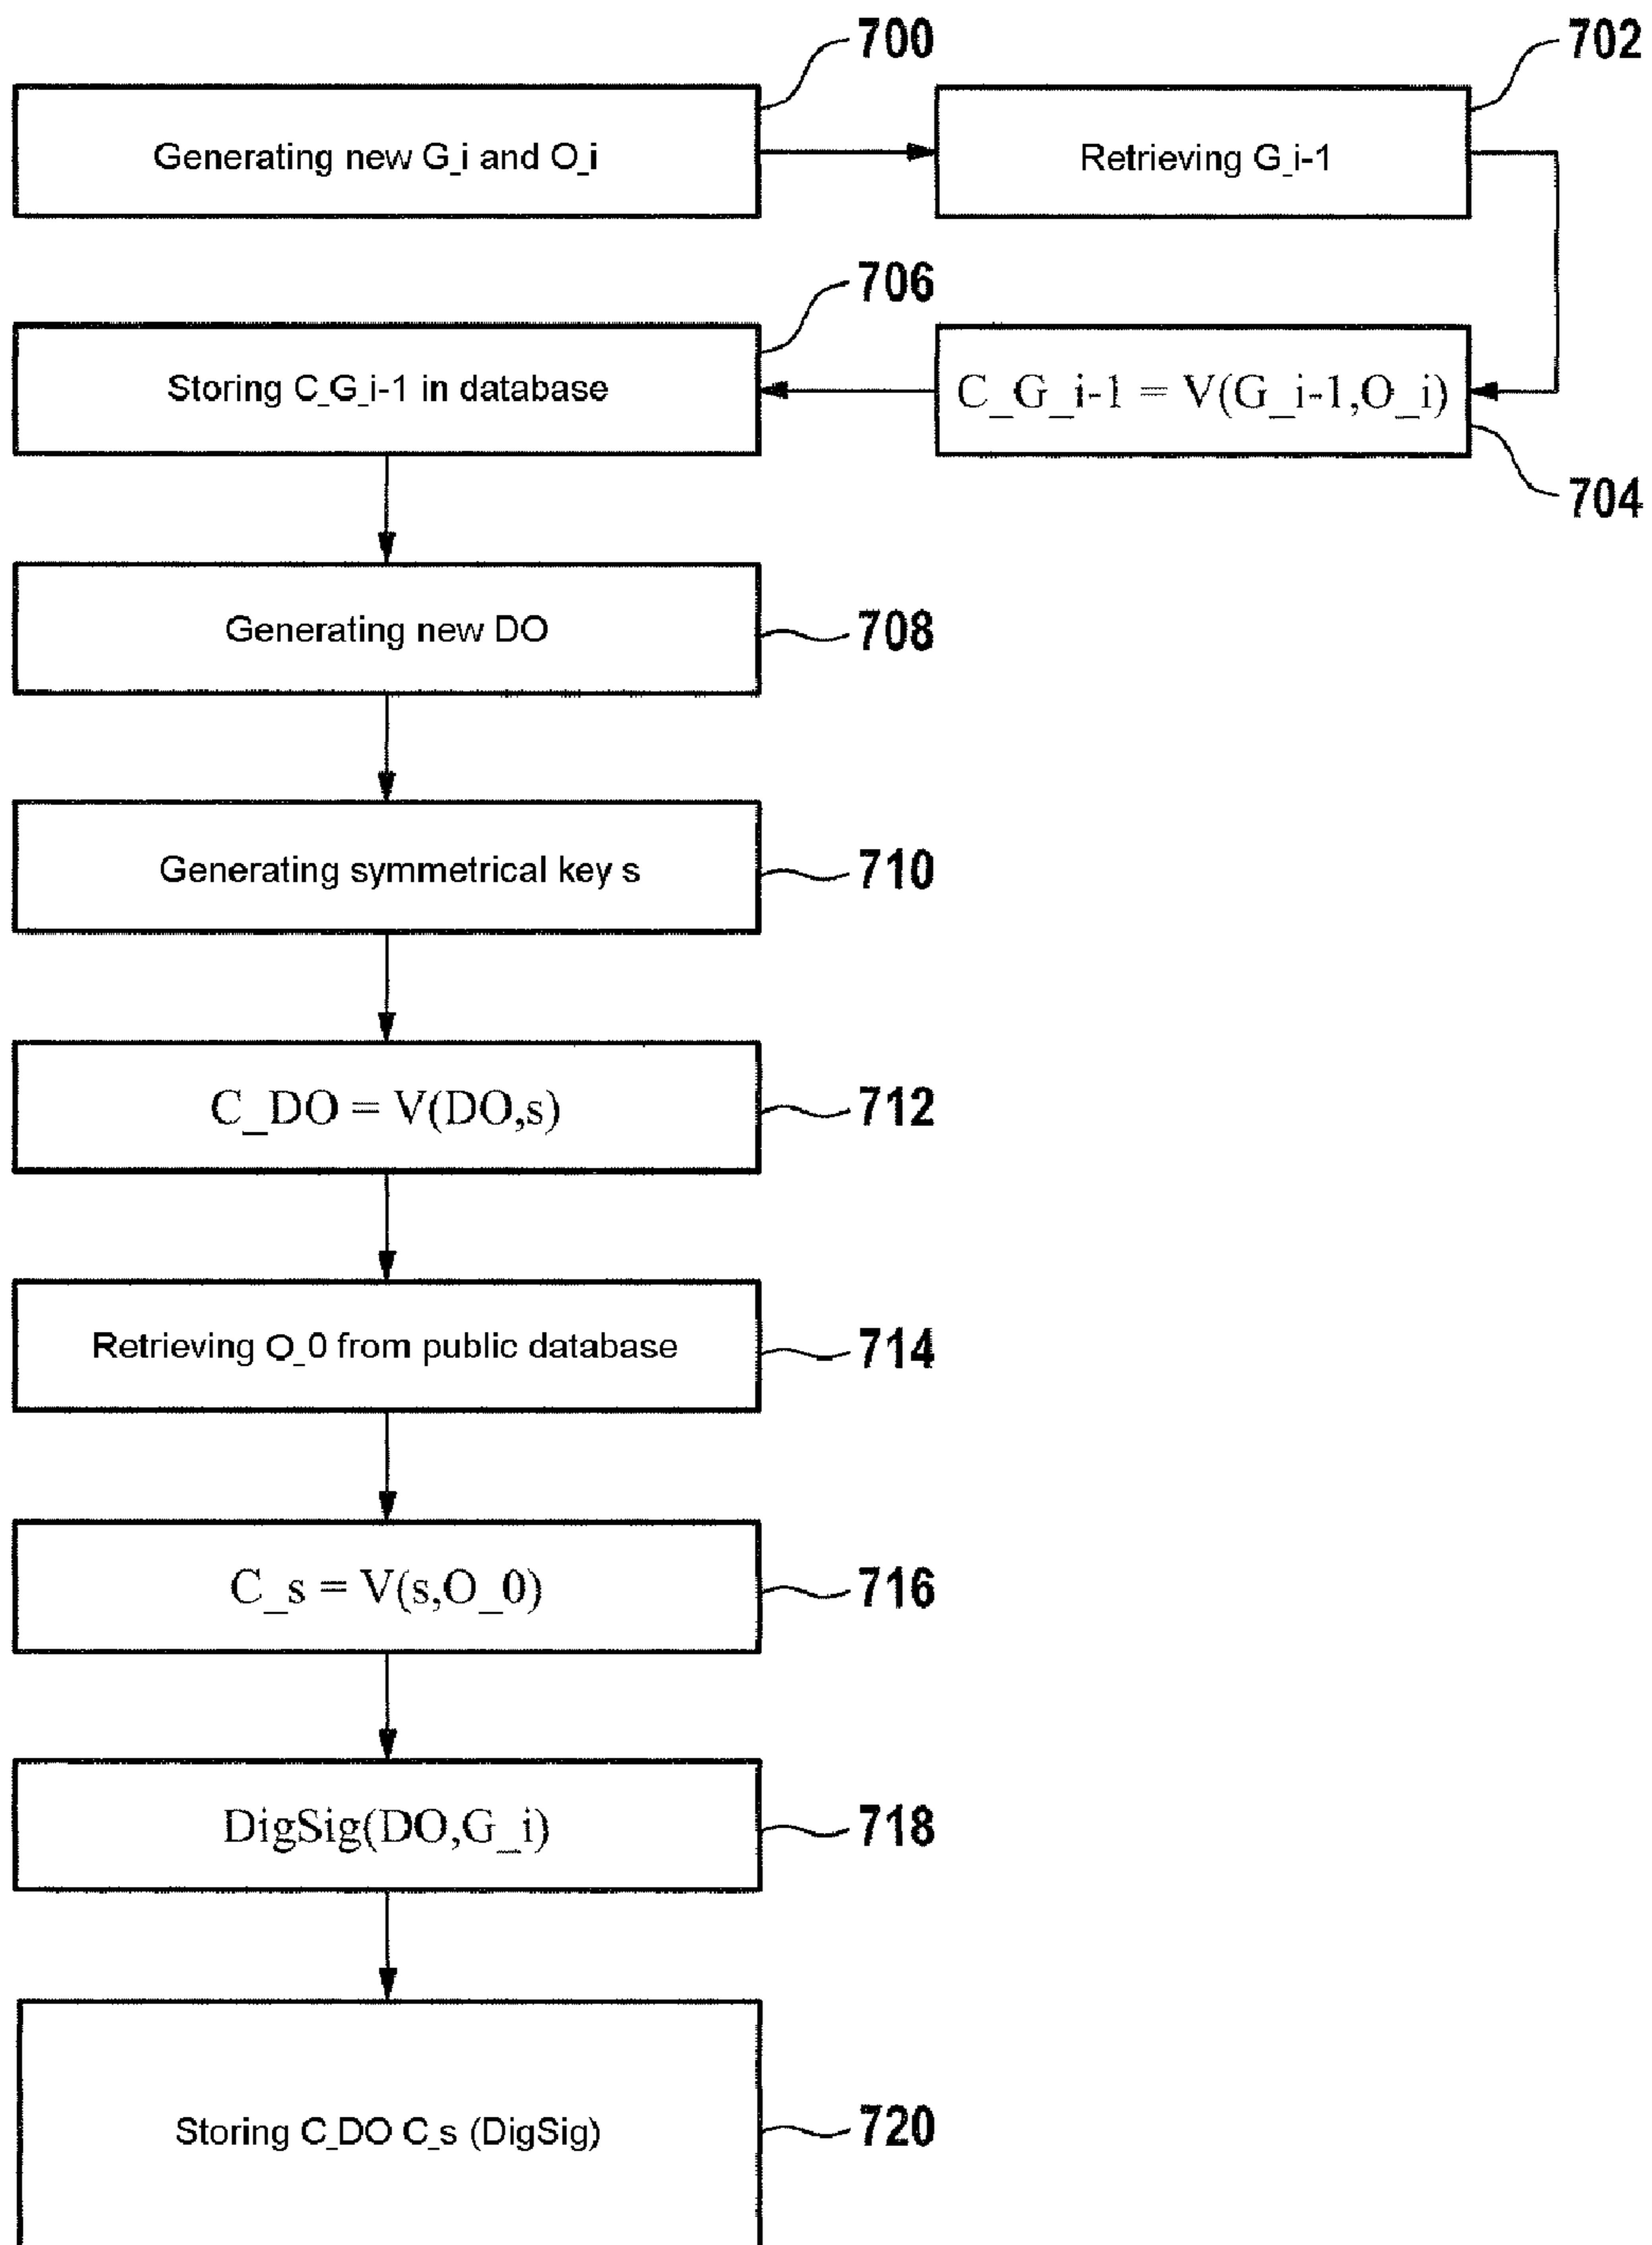 700
702
Generating new G_i and O_i
Retrieving G_i-1
706
Storing C_G_i-1 in database
C_G_i-1 = V(G_i-1,O_i)
704
Generating new DO
708
Generating symmetrical key s
710
C_DO = V(DO,s)
712
Retrieving O_0 from public database
714
C_s = V(s,O_0)
716
DigSig(DO,G_i)
718
Storing C_DO C_s (DigSig)
720